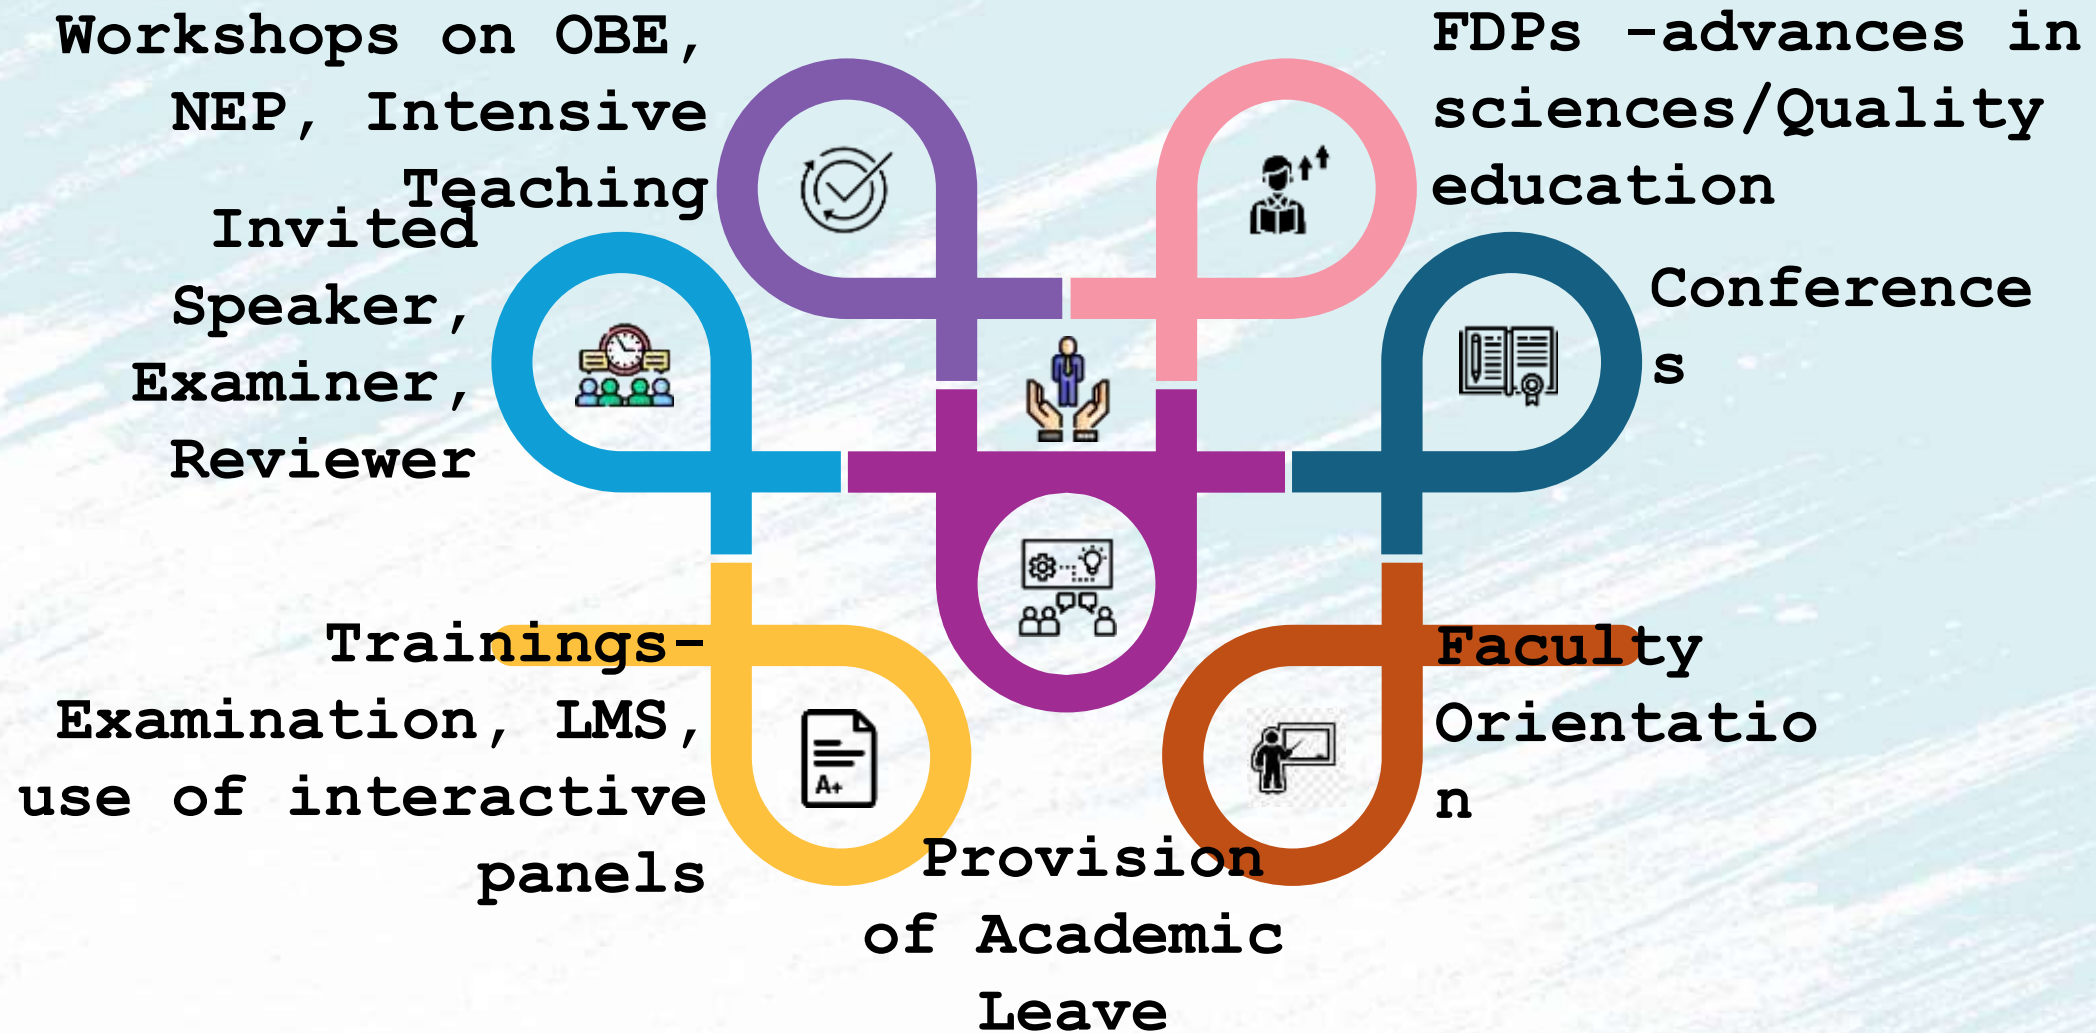 Workshops on OBE,
NEP, Intensive
Teaching
FDPs -advances in
sciences/Quality
education
Invited
Speaker,
Examiner,
Reviewer
Conference
s
Trainings-
Examination, LMS,
use of interactive
panels
A+
Faculty
Orientatio
n
Provision
of Academic
Leave